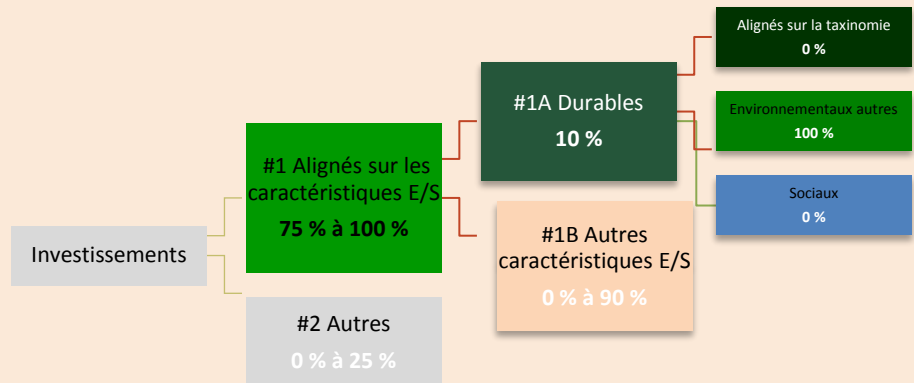 Investissements
#1 Alignés sur les
caractéristiques E/S
75 % à 100 %
#2 Autres
0 % à 25 %
#1A Durables
10 %
#1B Autres
caractéristiques E/S
0 % à 90 %
Alignés sur la taxinomie
0 %
Environnementaux autres
100 %
Sociaux
0 %